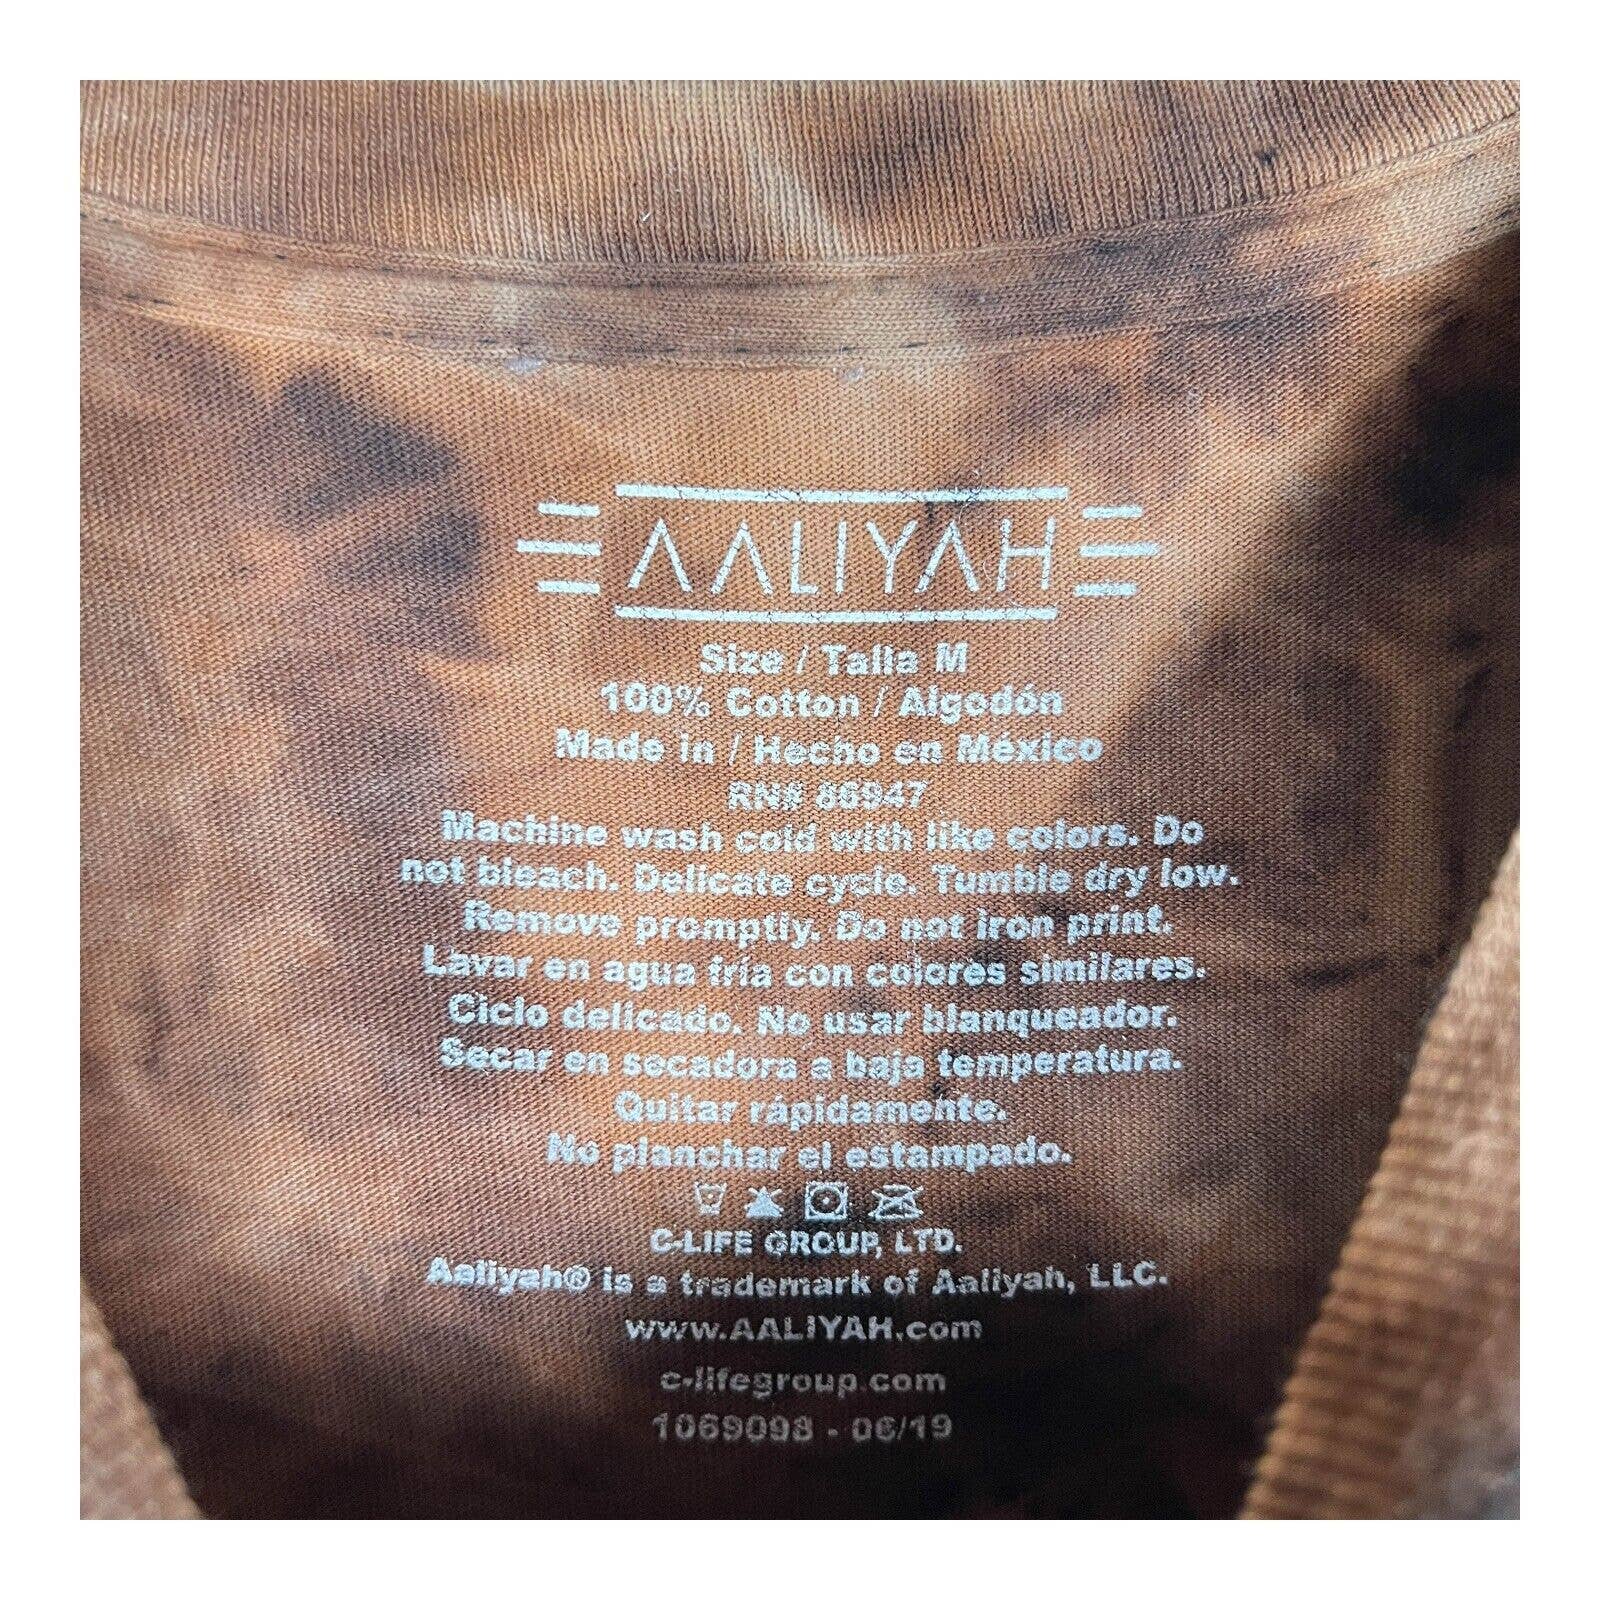 AALIYAH
Size / Talla M
100% Cotton / Algodón
Made in / Hecho en México
RN# 86947
Machine wash cold with like colors. Do
not bleach. Delicate cycle. Tumble dry low.
Remove promptly. Do not iron print.
Lavar en agua fría con colores similares.
Ciclo delicado. No usar blanqueador.
Secar en secadora a baja temperatura.
Quitar rápidamente.
No planchar el estampado.
C-LIFE GROUP, LTD.
Aaliyah® is a trademark of Aaliyah, LLC.
www.AALIYAH.com
c-lifegroup.com
1069098 - 06/19